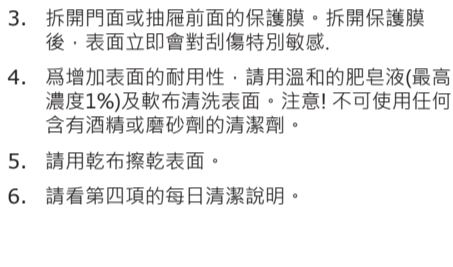 3. 拆開門面或抽屜前面的保護膜。拆開保護膜
後，表面立即會對刮傷特別敏感.
4. 爲增加表面的耐用性，請用溫和的肥皂液(最高
濃度1%)及軟布清洗表面。注意! 不可使用任何
含有酒精或磨砂劑的清潔劑。
5. 請用乾布擦乾表面。
6. 請看第四項的每日清潔說明。